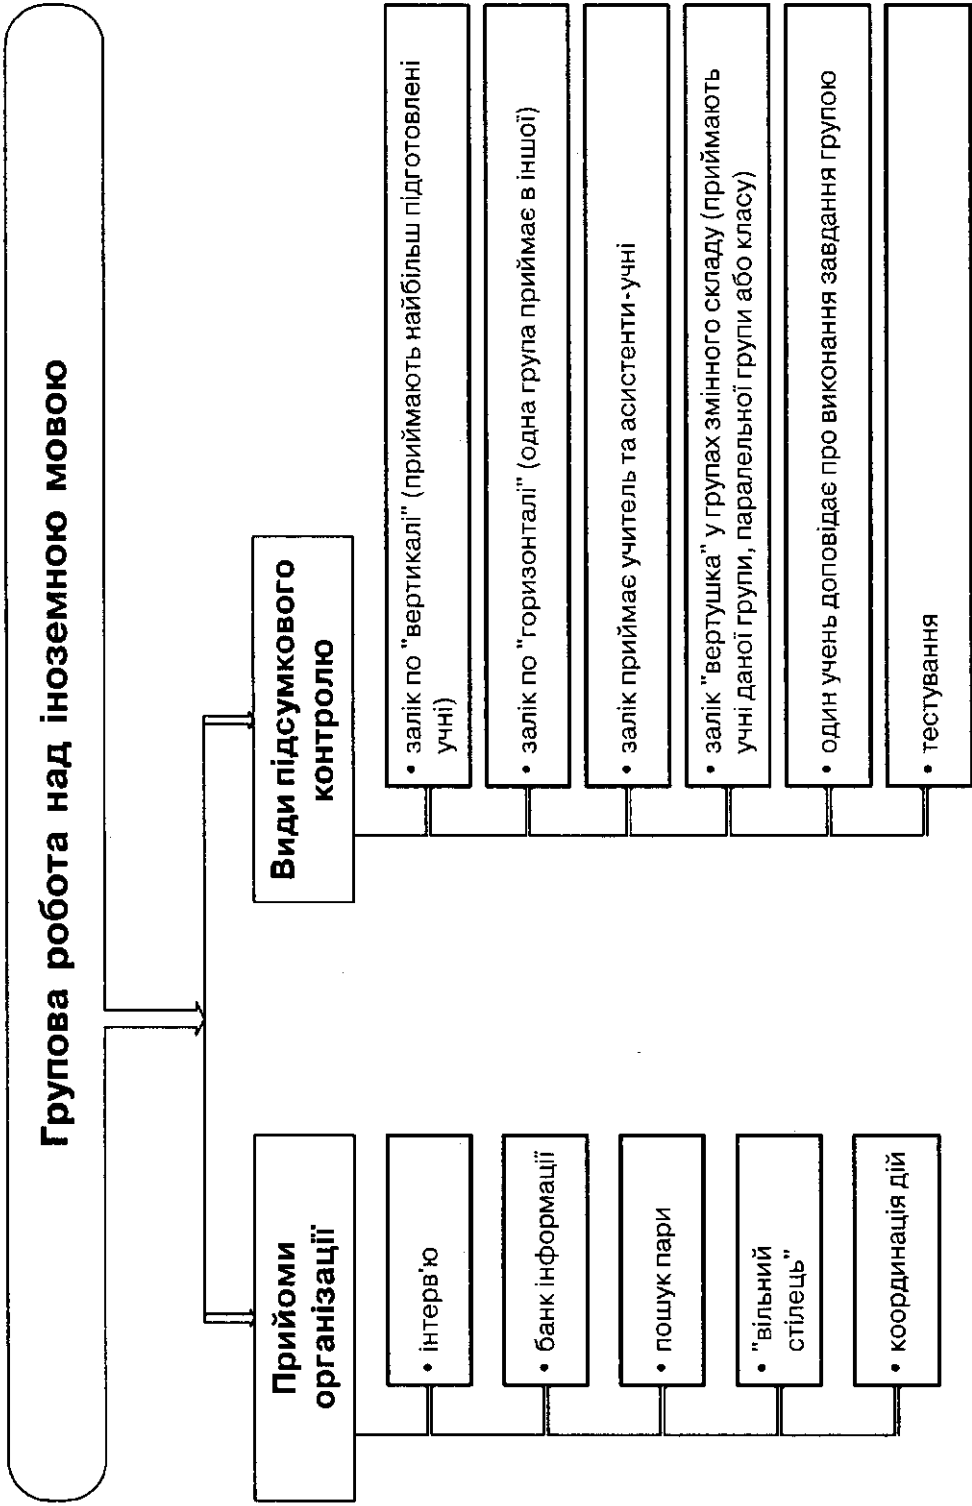 Групова робота над іноземною мовою
Прийоми
організації
• інтерв'ю
• банк інформації
• пошук пари
• "вільний
стілець"
• координація дій
Види підсумкового
контролю
• залік по "вертикалі" (приймають найбільш підготовлені
учні)
• залік по "горизонталі" (одна група приймає в іншої)
• залік приймає учитель та асистенти-учні
• залік "вертушка" у групах змінного складу (приймають
учні даної групи, паралельної групи або класу)
• один учень доповідає про виконання завдання групою
• тестування